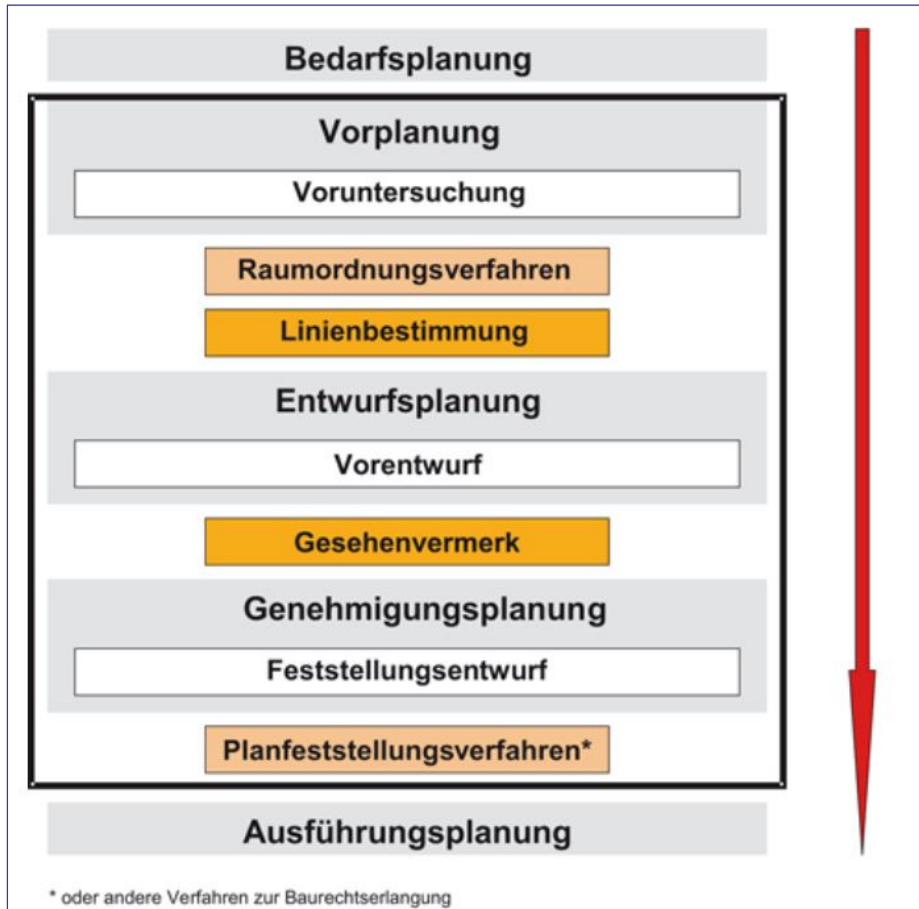 Bedarfsplanung
Vorplanung
Voruntersuchung
Raumordnungsverfahren
Linienbestimmung
Entwurfsplanung
Vorentwurf
Gesehenvermerk
Genehmigungsplanung
Feststellungsentwurf
Planfeststellungsverfahren*
Ausführungsplanung
* oder andere Verfahren zur Baurechtserlangung